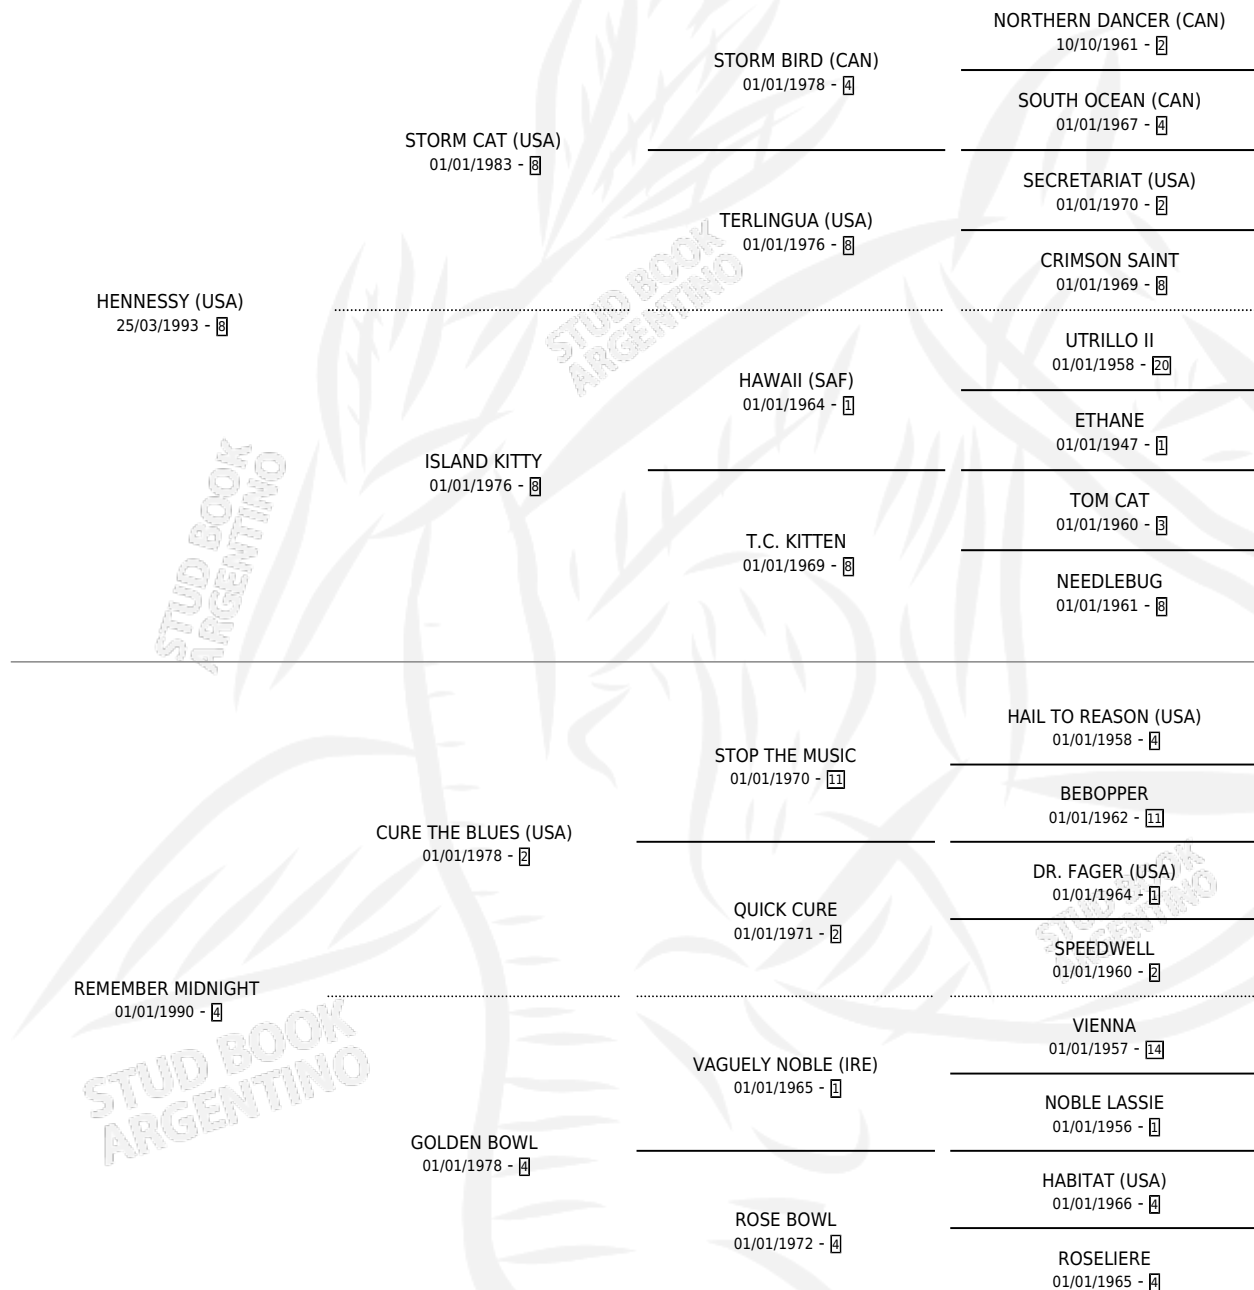 NORTHERN DANCER (CAN)
10/10/1961 - 2
STORM BIRD (CAN)
01/01/1978 - 4
SOUTH OCEAN (CAN)
01/01/1967 - 4
STORM CAT (USA)
01/01/1983 - 8
SECRETARIAT (USA)
01/01/1970 - 2
TERLINGUA (USA)
01/01/1976 - 8
CRIMSON SAINT
01/01/1969 - 8
HENNESSY (USA)
25/03/1993 - 8
STUD BOOK
ARGENTINO
UTRILLO II
01/01/1958 - 20
HAWAII (SAF)
01/01/1964 - 1
ETHANE
01/01/1947 - 1
ISLAND KITTY
01/01/1976 - 8
TOM CAT
01/01/1960 - 3
T.C. KITTEN
01/01/1969 - 8
NEEDLEBUG
01/01/1961 - 8
STUD BOOK
ARGENTINO
HAIL TO REASON (USA)
01/01/1958 - 4
STOP THE MUSIC
01/01/1970 - 11
BEBOPPER
01/01/1962 - 11
CURE THE BLUES (USA)
01/01/1978 - 2
DR. FAGER (USA)
01/01/1964 - 1
QUICK CURE
01/01/1971 - 2
SPEEDWELL
01/01/1960 - 2
STUD BOOK
ARGENTINO
REMEMBER MIDNIGHT
01/01/1990 - 4
VIENNA
01/01/1957 - 14
VAGUELY NOBLE (IRE)
01/01/1965 - 1
NOBLE LASSIE
01/01/1956 - 1
STUD BOOK
ARGENTINO
GOLDEN BOWL
01/01/1978 - 4
HABITAT (USA)
01/01/1966 - 4
ROSE BOWL
01/01/1972 - 4
ROSELIERE
01/01/1965 - 4